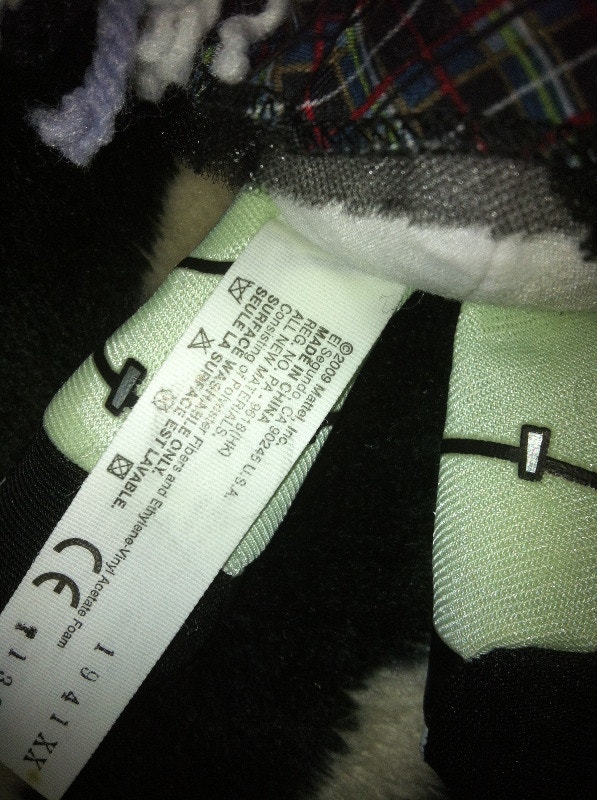 ©2009 Mattel, Inc.
El Segundo, CA 90245 U.S.A.
MADE IN CHINA
REG. NO. PA - 9618(HK)
ALL NEW MATERIALS
Consisting of Polyester Fibers and Ethylene-Vinyl Acetate Foam
SURFACE WASHABLE ONLY.
SEULE LA SURFACE EST LAVABLE.
CE
1941XX